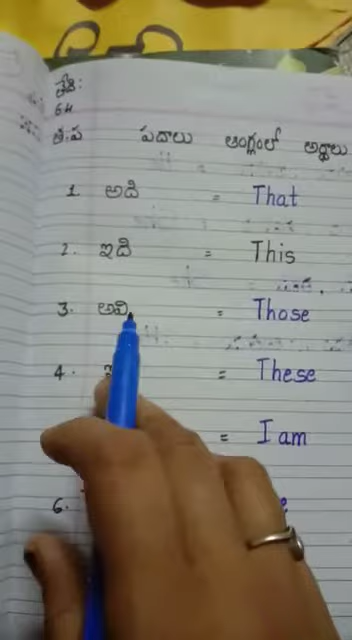 తేది:
త.ప పదాలు ఆంగ్లంలో అర్థాలు
1. అది = That
2. ఇది = This
3. అవి = Those
4. = These
= I am
6.